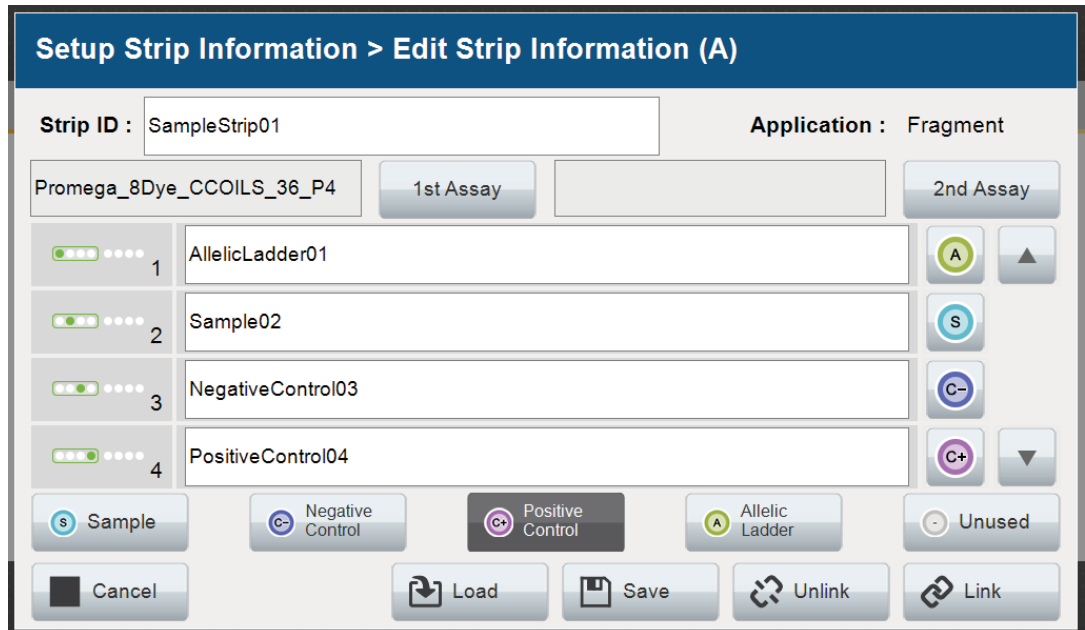 Setup Strip Information > Edit Strip Information (A)
Strip ID : SampleStrip01 Application : Fragment
Promega_8Dye_CCOILS_36_P4 1st Assay 2nd Assay
1 AllelicLadder01 A
2 Sample02 S
3 NegativeControl03 C-
4 PositiveControl04 C+
S Sample C- Negative Control C+ Positive Control A Allelic Ladder - Unused
Cancel Load Save Unlink Link